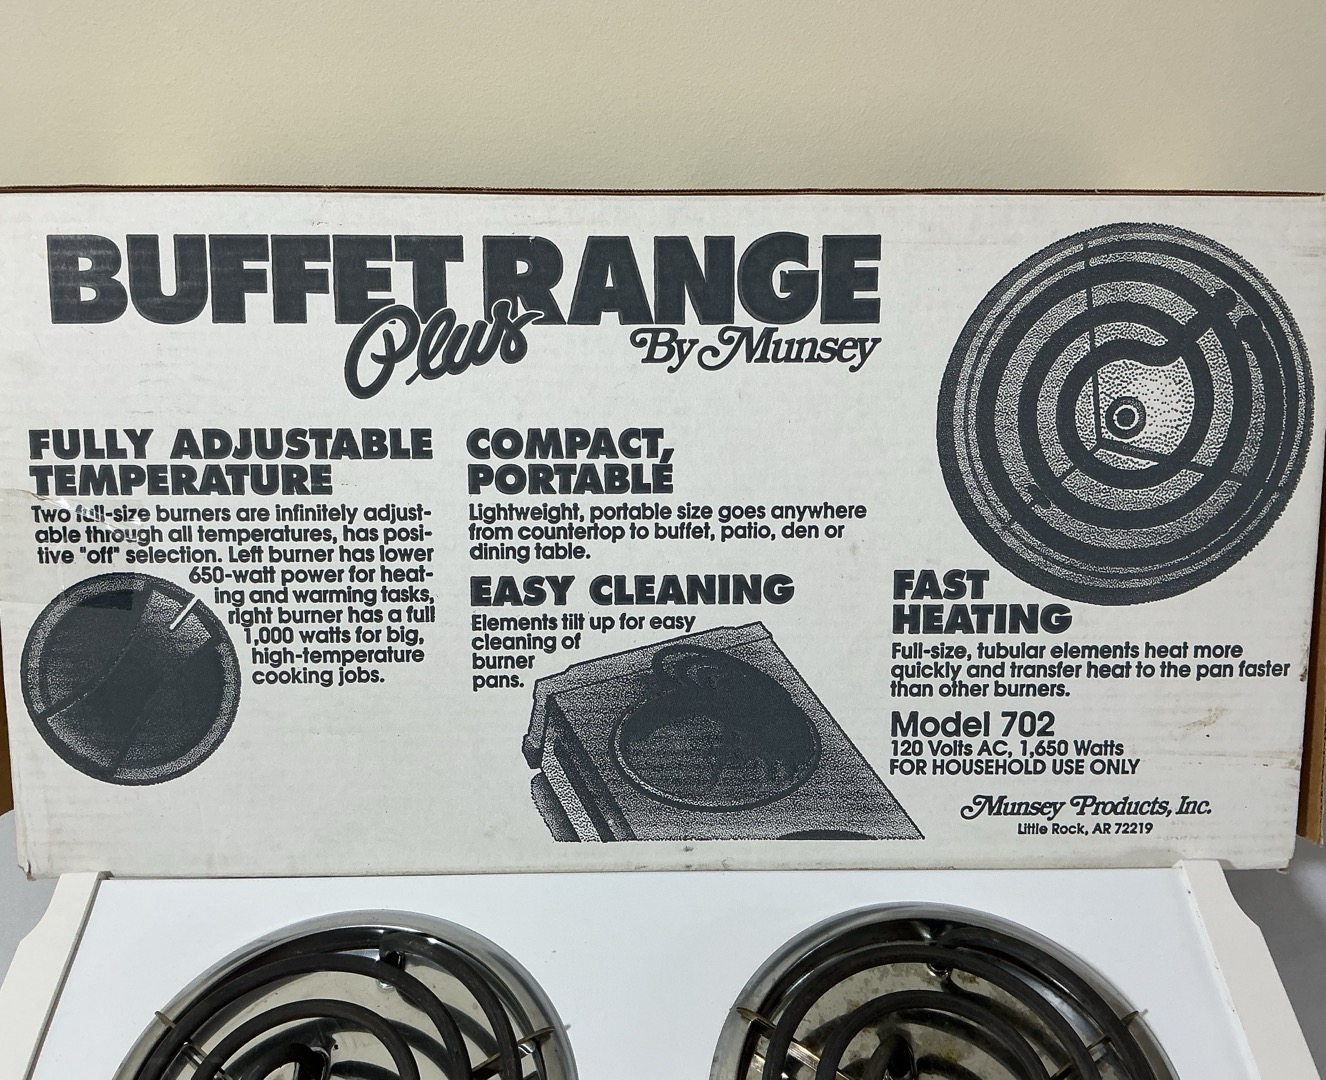 BUFFET RANGE
Plus
By Munsey
FULLY ADJUSTABLE
TEMPERATURE
Two full-size burners are infinitely adjust-
able through all temperatures, has posi-
tive "off" selection. Left burner has lower
650-watt power for heat-
ing and warming tasks,
right burner has a full
1,000 watts for big,
high-temperature
cooking jobs.
COMPACT,
PORTABLE
Lightweight, portable size goes anywhere
from countertop to buffet, patio, den or
dining table.
EASY CLEANING
Elements tilt up for easy
cleaning of
burner
pans.
FAST
HEATING
Full-size, tubular elements heat more
quickly and transfer heat to the pan faster
than other burners.
Model 702
120 Volts AC, 1,650 Watts
FOR HOUSEHOLD USE ONLY
Munsey Products, Inc.
Little Rock, AR 72219